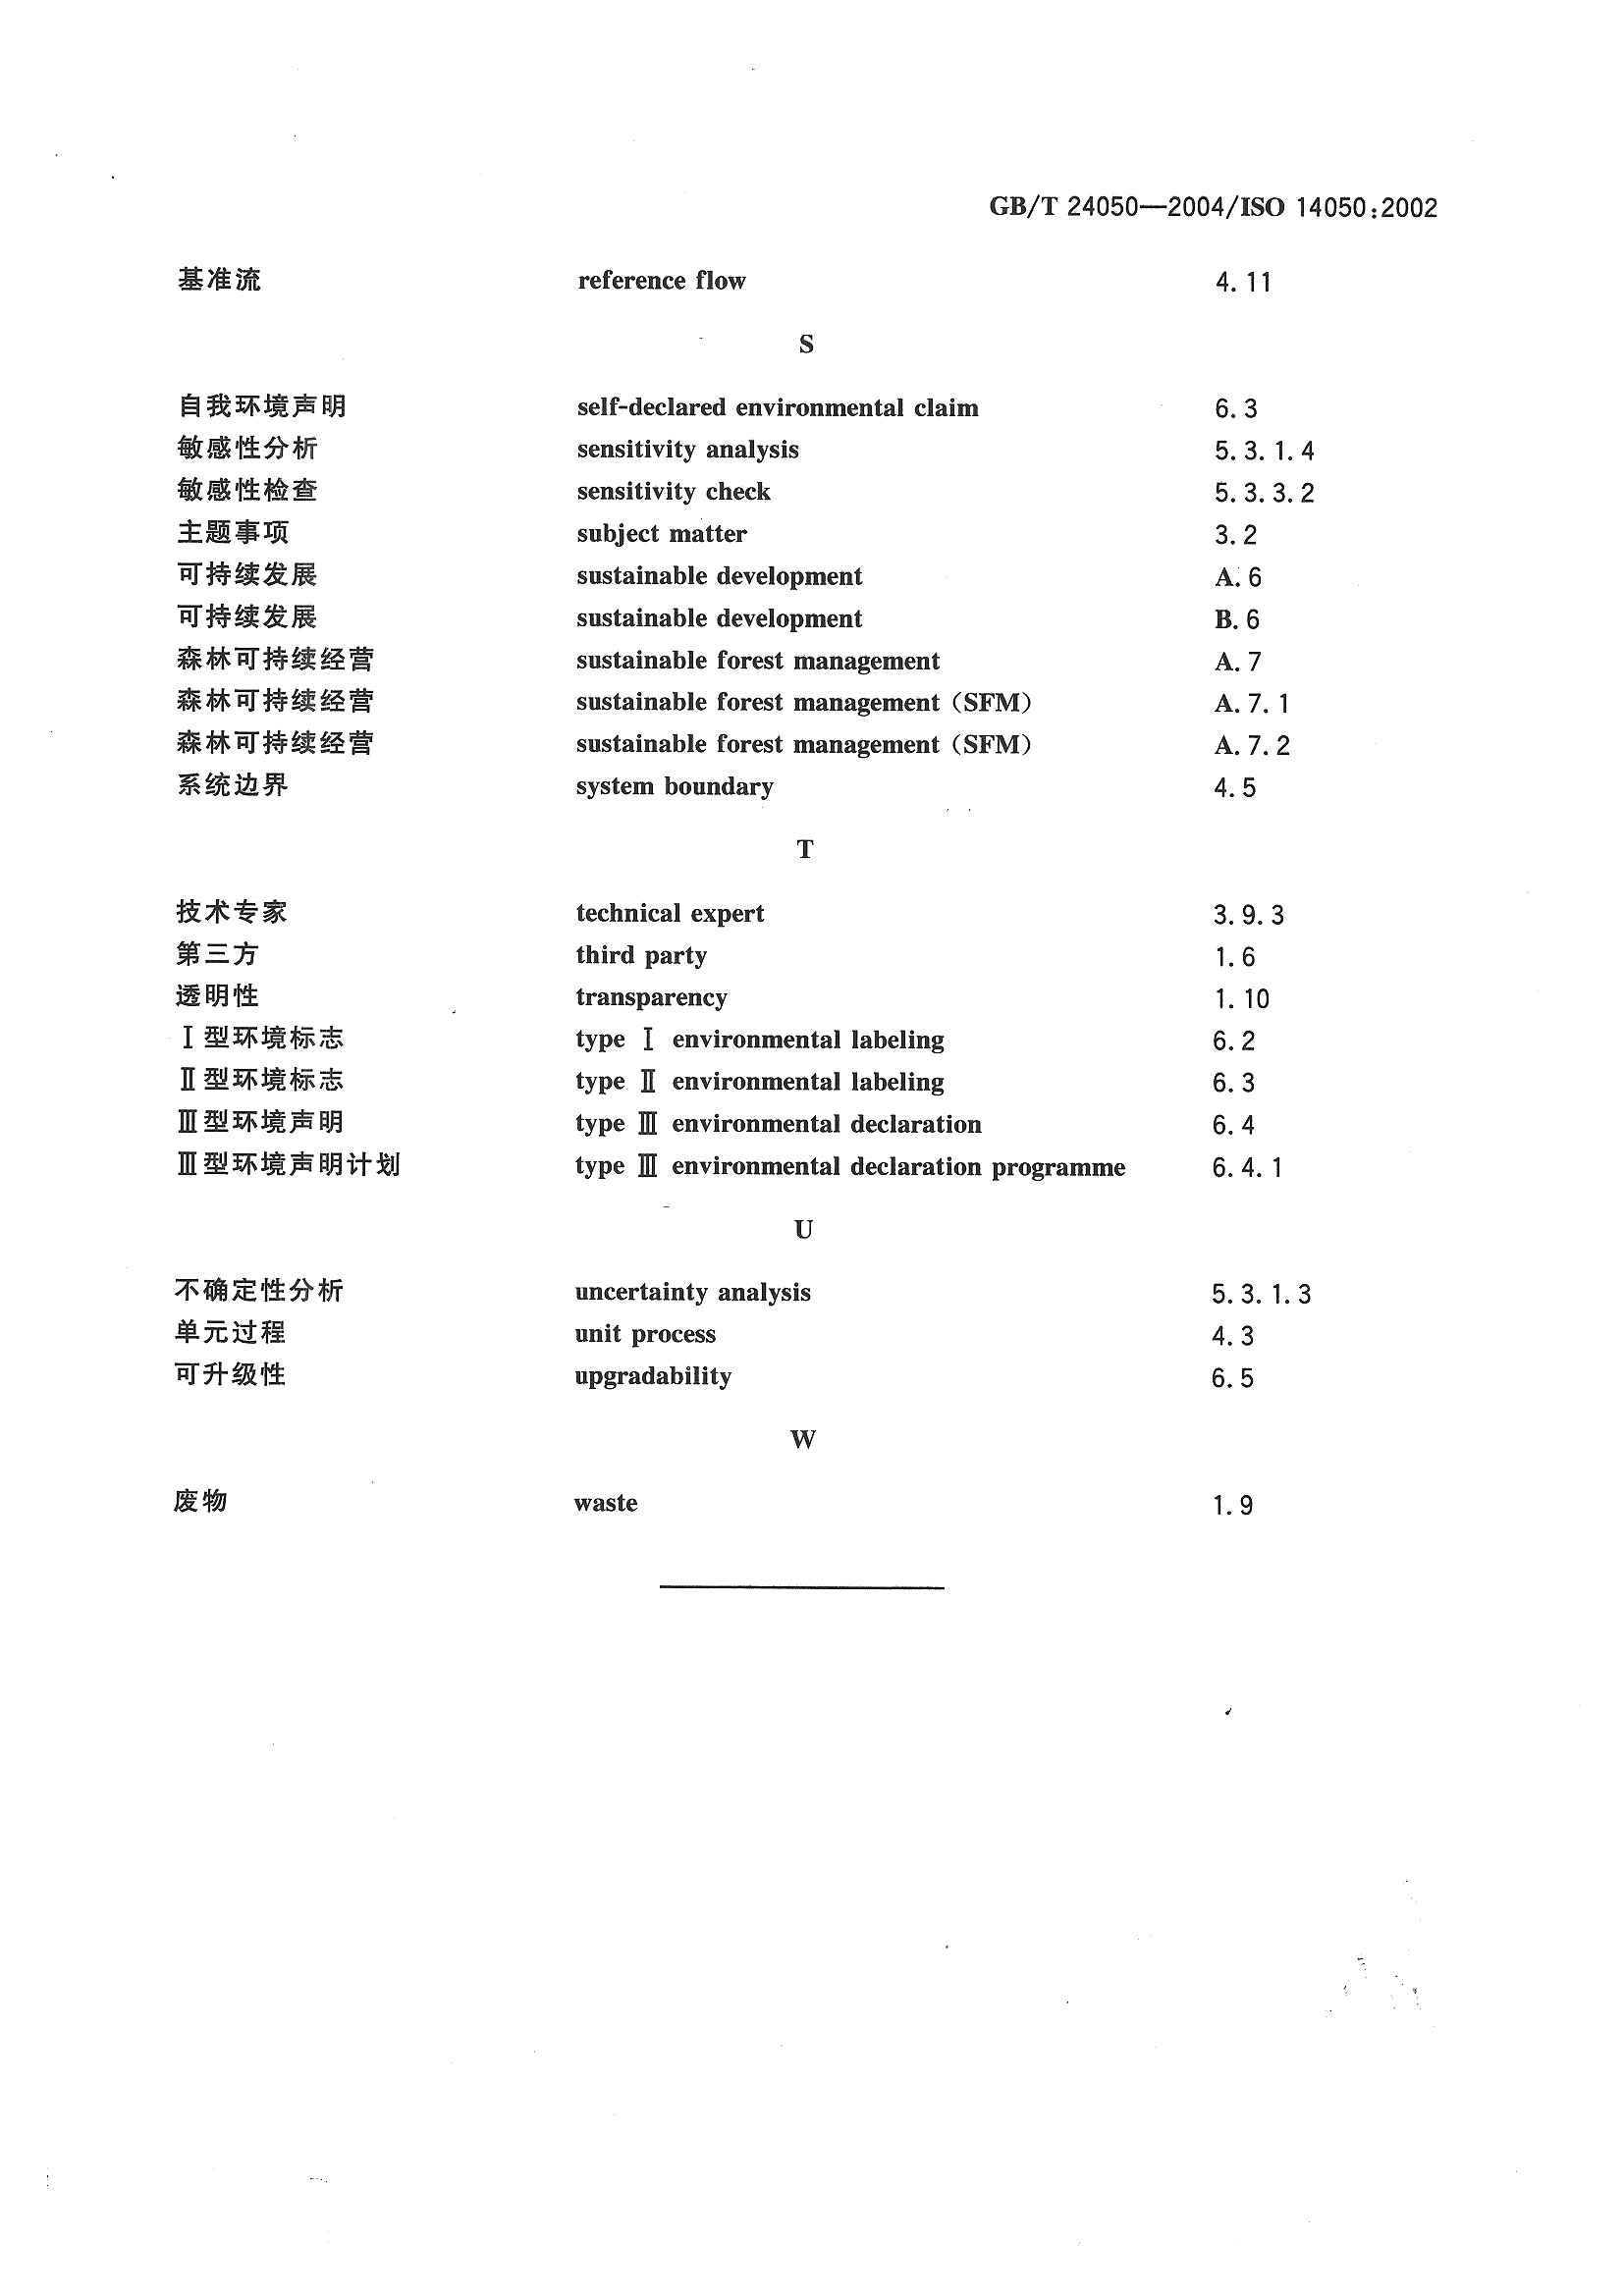 GB/T 24050—2004/ISO 14050:2002
基准流 reference flow 4.11
S
自我环境声明 self-declared environmental claim 6.3
敏感性分析 sensitivity analysis 5.3.1.4
敏感性检查 sensitivity check 5.3.3.2
主题事项 subject matter 3.2
可持续发展 sustainable development A.6
可持续发展 sustainable development B.6
森林可持续经营 sustainable forest management A.7
森林可持续经营 sustainable forest management (SFM) A.7.1
森林可持续经营 sustainable forest management (SFM) A.7.2
系统边界 system boundary 4.5
T
技术专家 technical expert 3.9.3
第三方 third party 1.6
透明性 transparency 1.10
Ⅰ型环境标志 type Ⅰ environmental labeling 6.2
Ⅱ型环境标志 type Ⅱ environmental labeling 6.3
Ⅲ型环境声明 type Ⅲ environmental declaration 6.4
Ⅲ型环境声明计划 type Ⅲ environmental declaration programme 6.4.1
U
不确定性分析 uncertainty analysis 5.3.1.3
单元过程 unit process 4.3
可升级性 upgradability 6.5
W
废物 waste 1.9